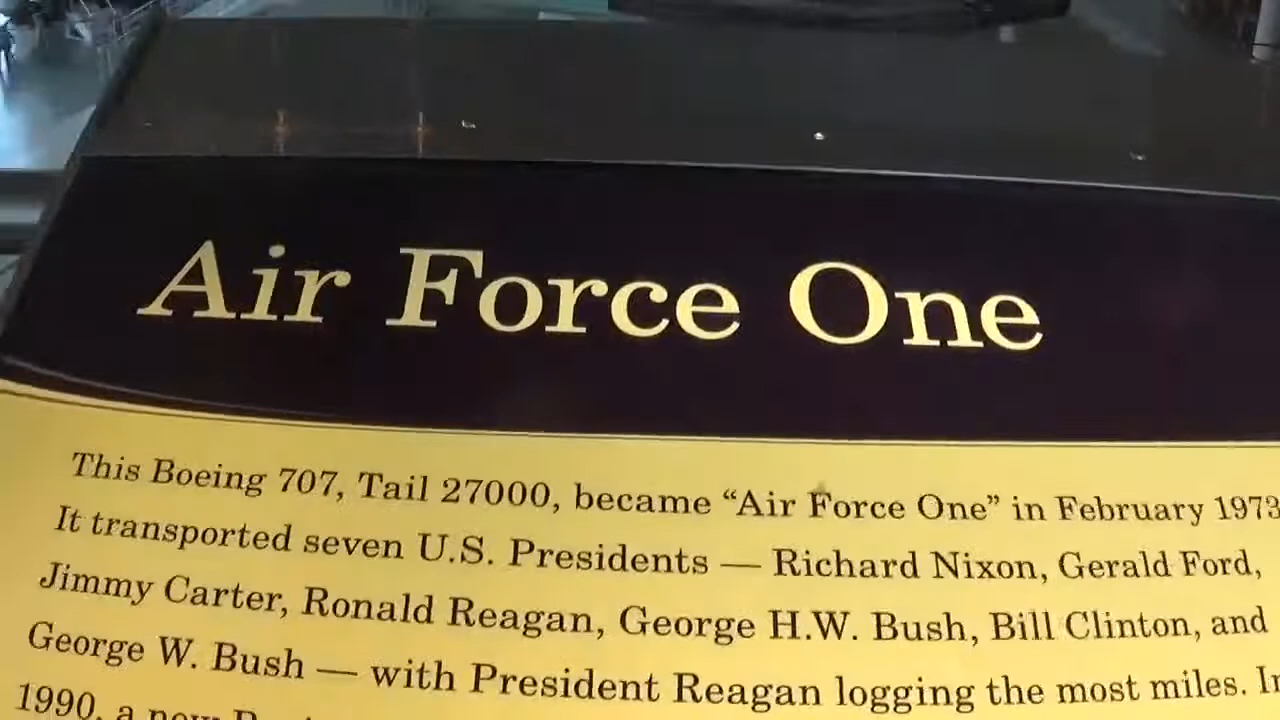 Air Force One
This Boeing 707, Tail 27000, became “Air Force One” in February 1973
It transported seven U.S. Presidents — Richard Nixon, Gerald Ford,
Jimmy Carter, Ronald Reagan, George H.W. Bush, Bill Clinton, and
George W. Bush — with President Reagan logging the most miles. In
1990, a new